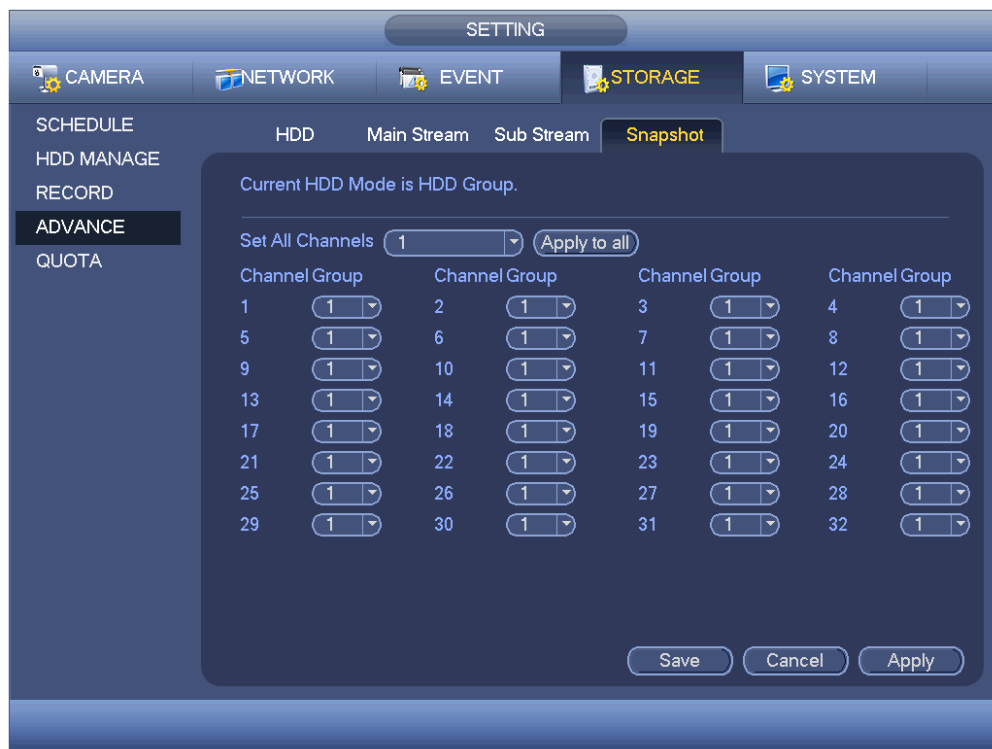 SETTING
CAMERA NETWORK EVENT STORAGE SYSTEM
SCHEDULE
HDD MANAGE
RECORD
ADVANCE
QUOTA
HDD Main Stream Sub Stream Snapshot
Current HDD Mode is HDD Group.
Set All Channels 1 Apply to all
Channel Group Channel Group Channel Group Channel Group
1 1 2 1 3 1 4 1
5 1 6 1 7 1 8 1
9 1 10 1 11 1 12 1
13 1 14 1 15 1 16 1
17 1 18 1 19 1 20 1
21 1 22 1 23 1 24 1
25 1 26 1 27 1 28 1
29 1 30 1 31 1 32 1
Save Cancel Apply